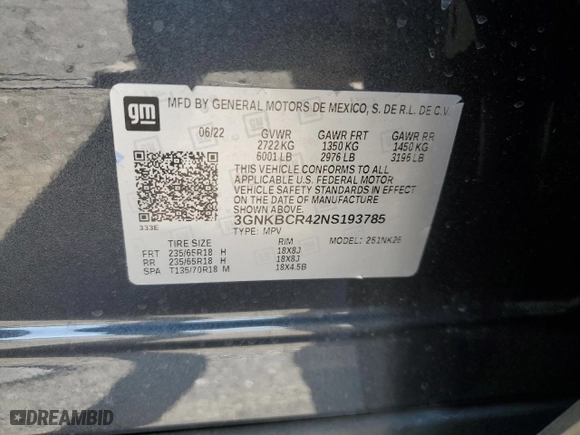 gm MFD BY GENERAL MOTORS DE MEXICO, S. DE R.L. DE C.V.
06/22 GVWR GAWR FRT GAWR RR
2722 KG 1350 KG 1450 KG
6001 LB 2976 LB 3196 LB
THIS VEHICLE CONFORMS TO ALL
APPLICABLE U.S. FEDERAL MOTOR
VEHICLE SAFETY STANDARDS IN EFFECT
ON THE DATE OF MANUFACTURE SHOWN
ABOVE.
333E 3GNKBCR42NS193785
TYPE: MPV
TIRE SIZE RIM MODEL: 2S1NK26
FRT 235/65R18 H 18X8J
RR 235/65R18 H 18X8J
SPA T135/70R18 M 18X4.5B
DREAMBID